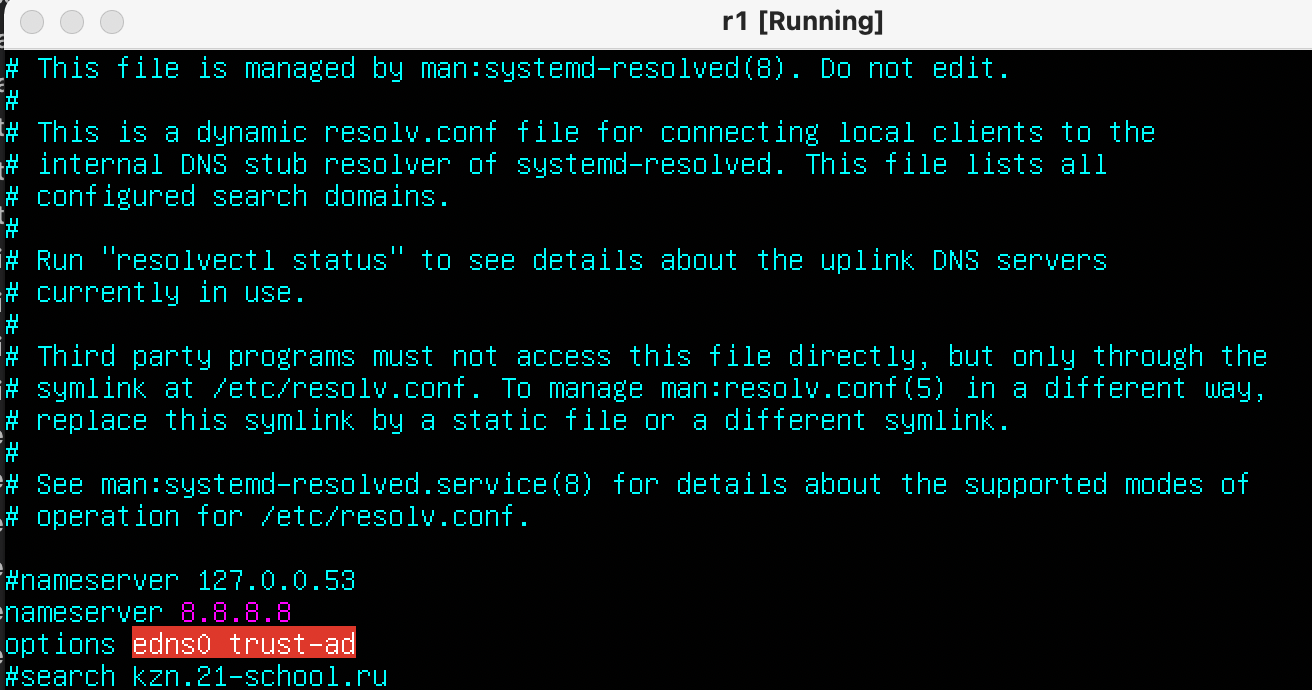 r1 [Running]
# This file is managed by man:systemd-resolved(8). Do not edit.
#
# This is a dynamic resolv.conf file for connecting local clients to the
# internal DNS stub resolver of systemd-resolved. This file lists all
# configured search domains.
#
# Run "resolvectl status" to see details about the uplink DNS servers
# currently in use.
#
# Third party programs must not access this file directly, but only through the
# symlink at /etc/resolv.conf. To manage man:resolv.conf(5) in a different way,
# replace this symlink by a static file or a different symlink.
#
# See man:systemd-resolved.service(8) for details about the supported modes of
# operation for /etc/resolv.conf.

#nameserver 127.0.0.53
nameserver 8.8.8.8
options edns0 trust-ad
#search kzn.21-school.ru